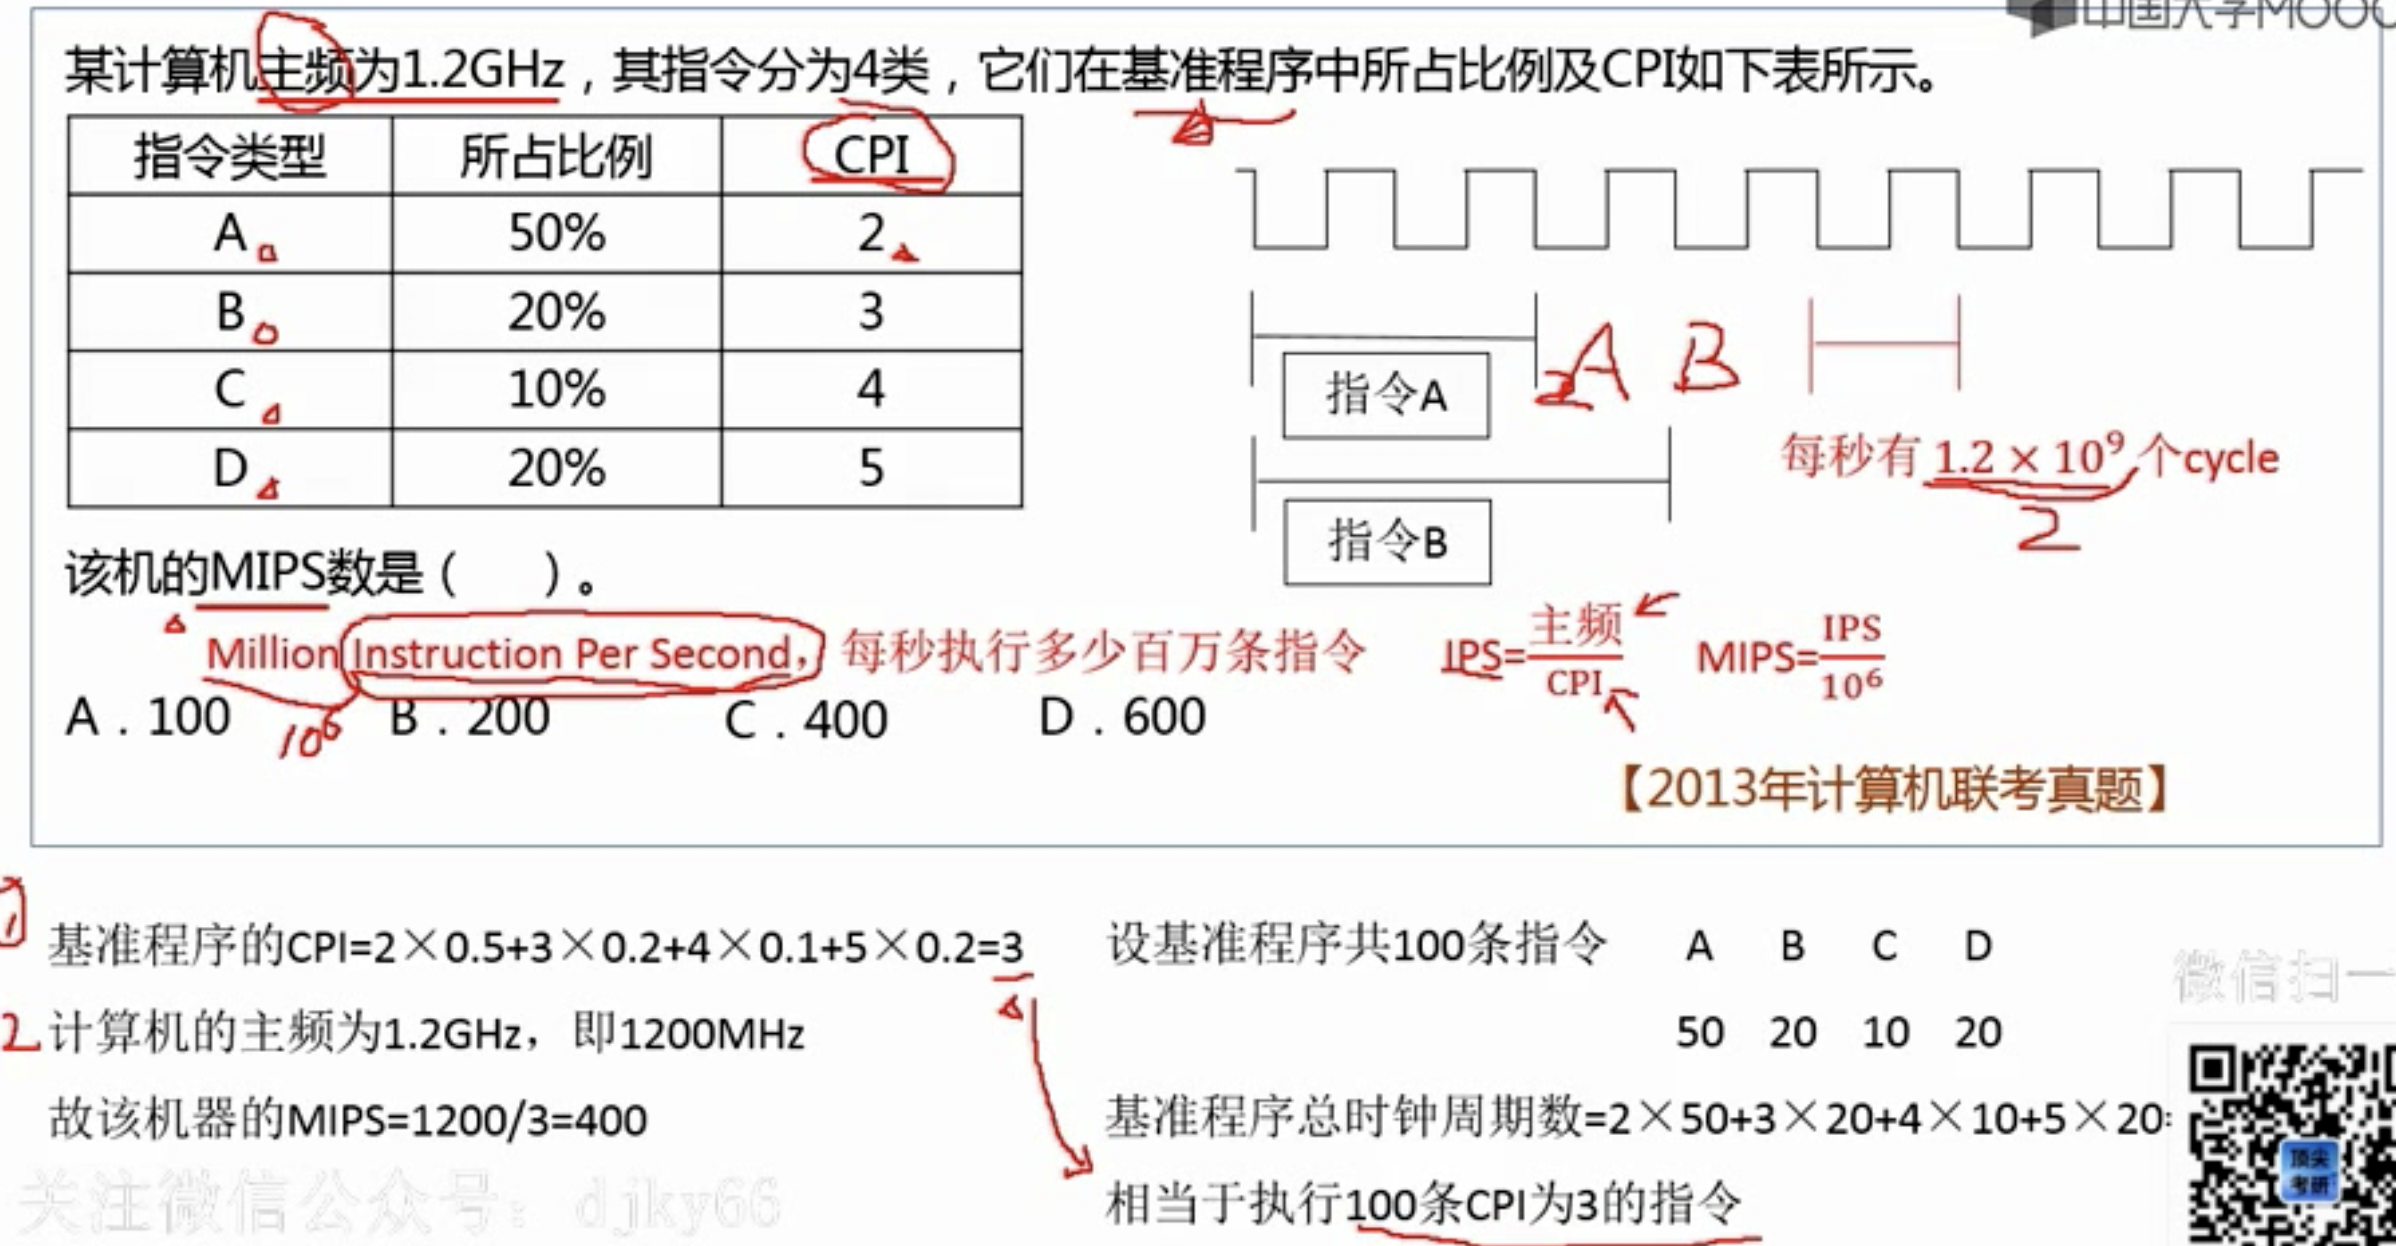 中国大学MOOC
某计算机主频为1.2GHz，其指令分为4类，它们在基准程序中所占比例及CPI如下表所示。
指令类型 所占比例 CPI
A 50% 2
B 20% 3
C 10% 4
D 20% 5
指令A
2 A B
每秒有 1.2 × 10⁹ 个cycle
2
指令B
该机的MIPS数是（ ）。
Million Instruction Per Second，每秒执行多少百万条指令 IPS=主频/CPI MIPS=IPS/10⁶
A．100 B．200 C．400 D．600
10⁶
【2013年计算机联考真题】
1 基准程序的CPI=2×0.5+3×0.2+4×0.1+5×0.2=3
2 计算机的主频为1.2GHz，即1200MHz
故该机器的MIPS=1200/3=400
设基准程序共100条指令 A B C D
50 20 10 20
基准程序总时钟周期数=2×50+3×20+4×10+5×20=
相当于执行100条CPI为3的指令
微信扫一
顶尖
考研
关注微信公众号：djky66